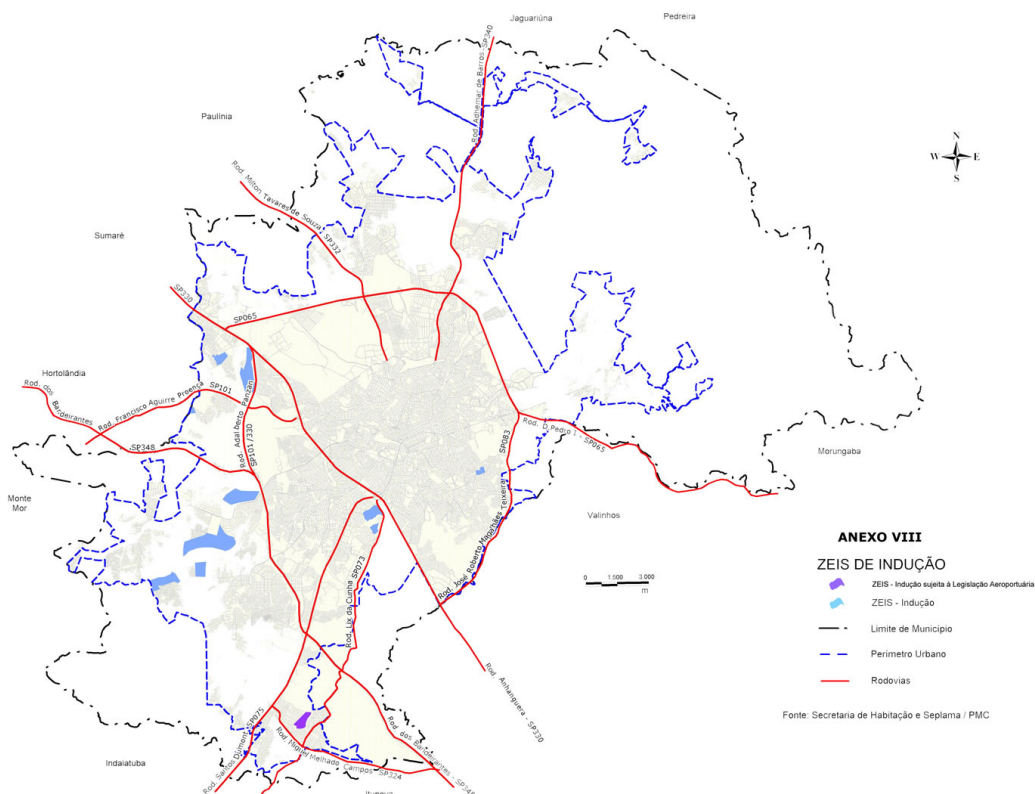 Jaguariúna
Pedreira
Rod. Adhemar de Barros SP340
Paulínia
N
W E
S
Rod. Milton Tavares de Souza, SP332
Sumaré
SP330
SP065
Hortolândia
Rod. dos Bandeirantes
Rod. Francisco Aguirre Proença SP101
Rod. Adalberto Panzan
SP101/330
SP348
Rod. D.Pedro I - SP065
SP083
Rod. José Roberto Magalhães Teixeira
Morungaba
Monte
Mor
Valinhos
ANEXO VIII
ZEIS DE INDUÇÃO
ZEIS - Indução sujeita à Legislação Aeroportuária
ZEIS - Indução
Limite de Municipio
Perimetro Urbano
Rodovias
0 1.500 3.000
m
Rod. Lix da Cunha SP073
Rod. Anhanguera - SP330
Fonte: Secretaria de Habitação e Seplama / PMC
Rod. Santos Dumont SP075
Rod. Miguel Melhado Campos SP324
Rod. dos Bandeirantes - SP348
Indaiatuba
Itupeva